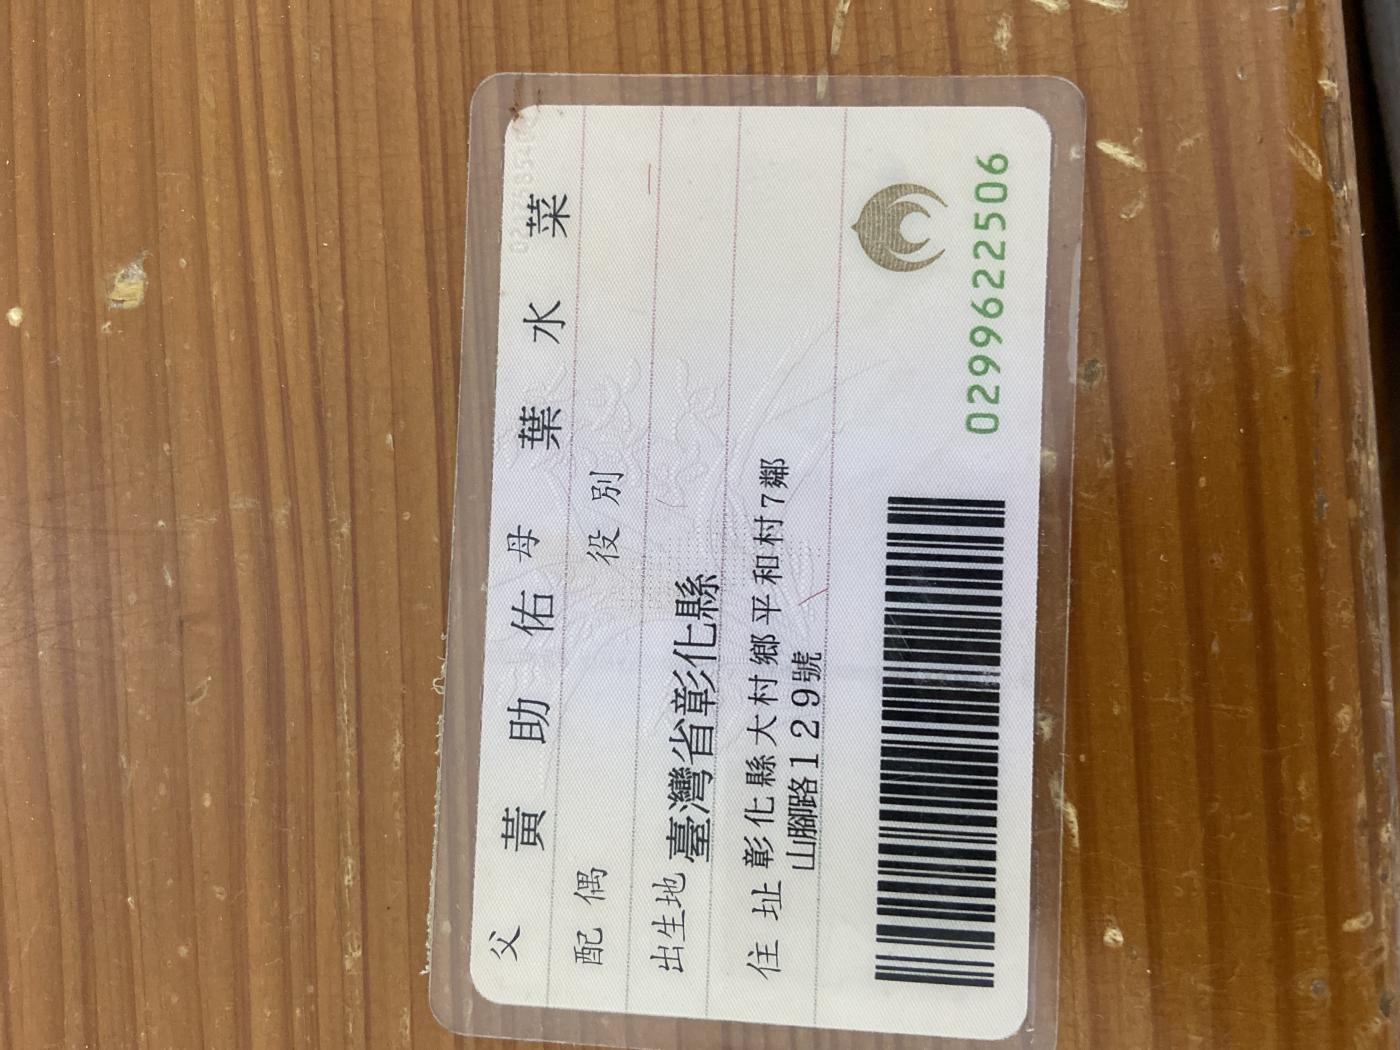 父 黃助佑 母 葉水菜
配偶 役別
出生地 臺灣省彰化縣
住址 彰化縣大村鄉平和村7鄰
山腳路129號
0299622506